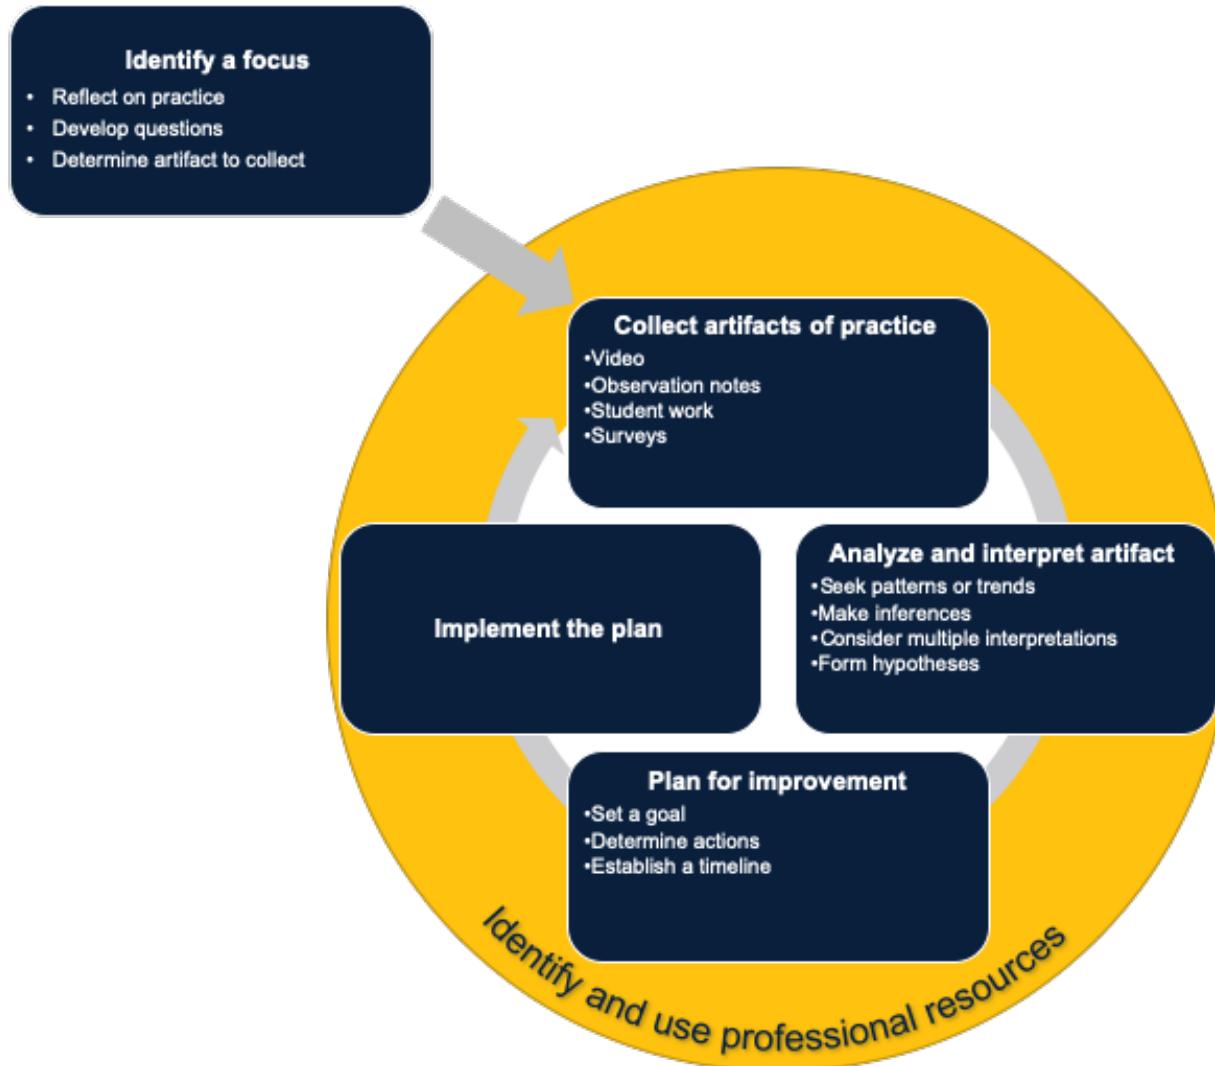 Identify a focus
• Reflect on practice
• Develop questions
• Determine artifact to collect
Collect artifacts of practice
•Video
•Observation notes
•Student work
•Surveys
Analyze and interpret artifact
•Seek patterns or trends
•Make inferences
•Consider multiple interpretations
•Form hypotheses
Implement the plan
Plan for improvement
•Set a goal
•Determine actions
•Establish a timeline
Identify and use professional resources